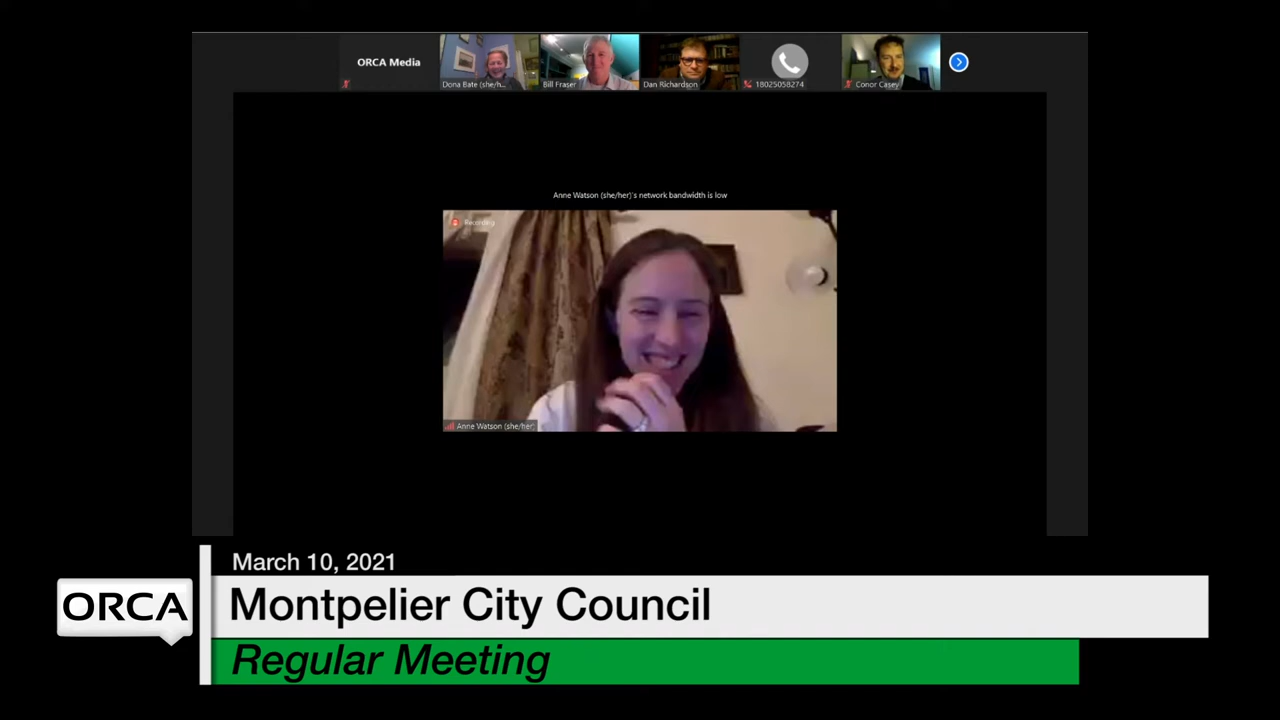 ORCA Media
Dona Bate (she/h...
Bill Fraser
Dan Richardson
18025058274
Conor Casey
Anne Watson (she/her)'s network bandwidth is low
Recording
Anne Watson (she/her)
March 10, 2021
ORCA
Montpelier City Council
Regular Meeting